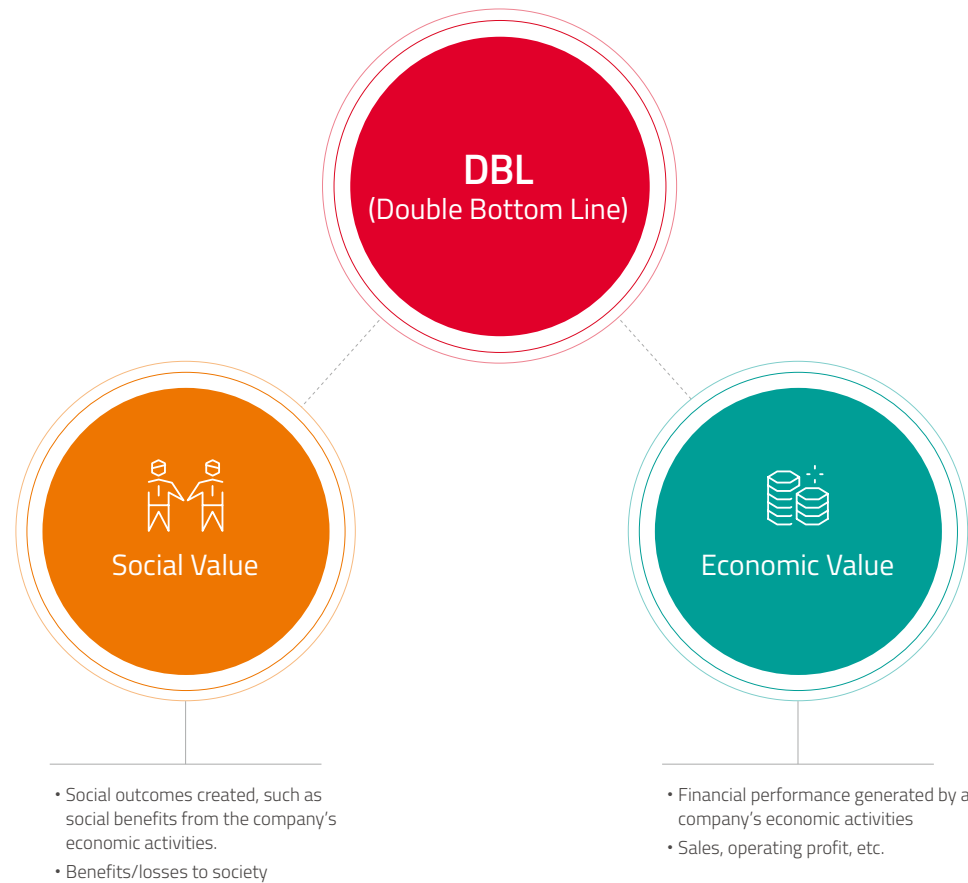 DBL
(Double Bottom Line)
Social Value
Economic Value
• Social outcomes created, such as
social benefits from the company’s
economic activities.
• Benefits/losses to society
• Financial performance generated by a
company’s economic activities
• Sales, operating profit, etc.